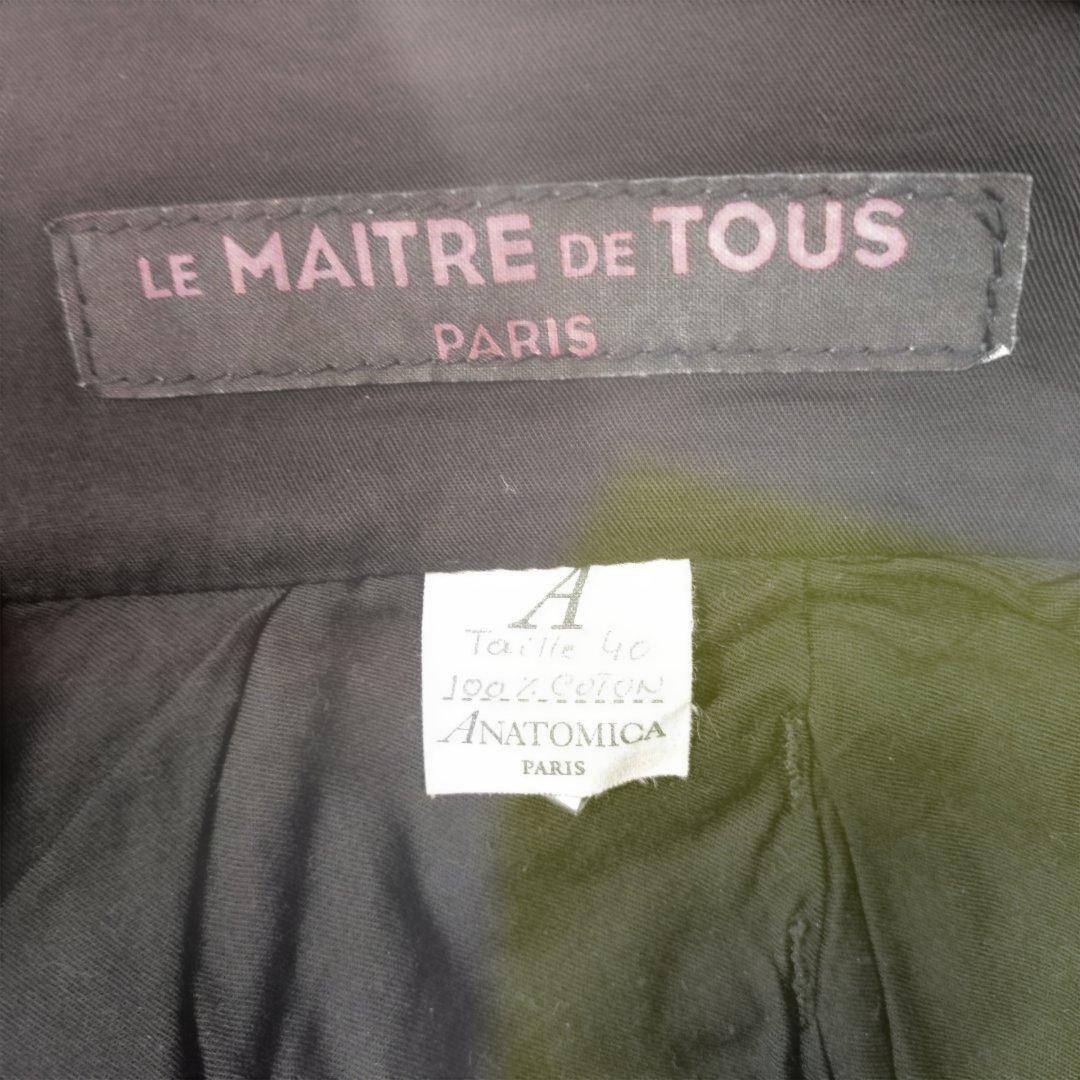 LE MAITRE DE TOUS
PARIS
A
Taille 40
100% COTON
ANATOMICA
PARIS